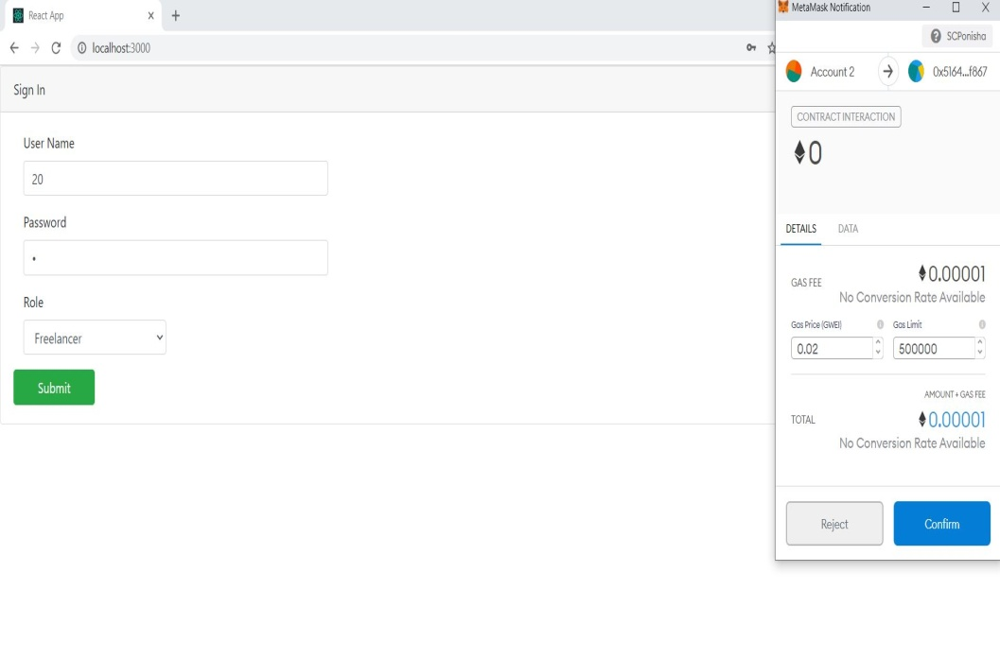 React App
localhost:3000
Sign In
User Name
20
Password
Role
Freelancer
Submit
MetaMask Notification
SCPonisha
Account 2
0x5164...f867
CONTRACT INTERACTION
0
DETAILS DATA
GAS FEE
0.00001
No Conversion Rate Available
Gas Price (GWEI) Gas Limit
0.02 500000
AMOUNT + GAS FEE
TOTAL
0.00001
No Conversion Rate Available
Reject Confirm